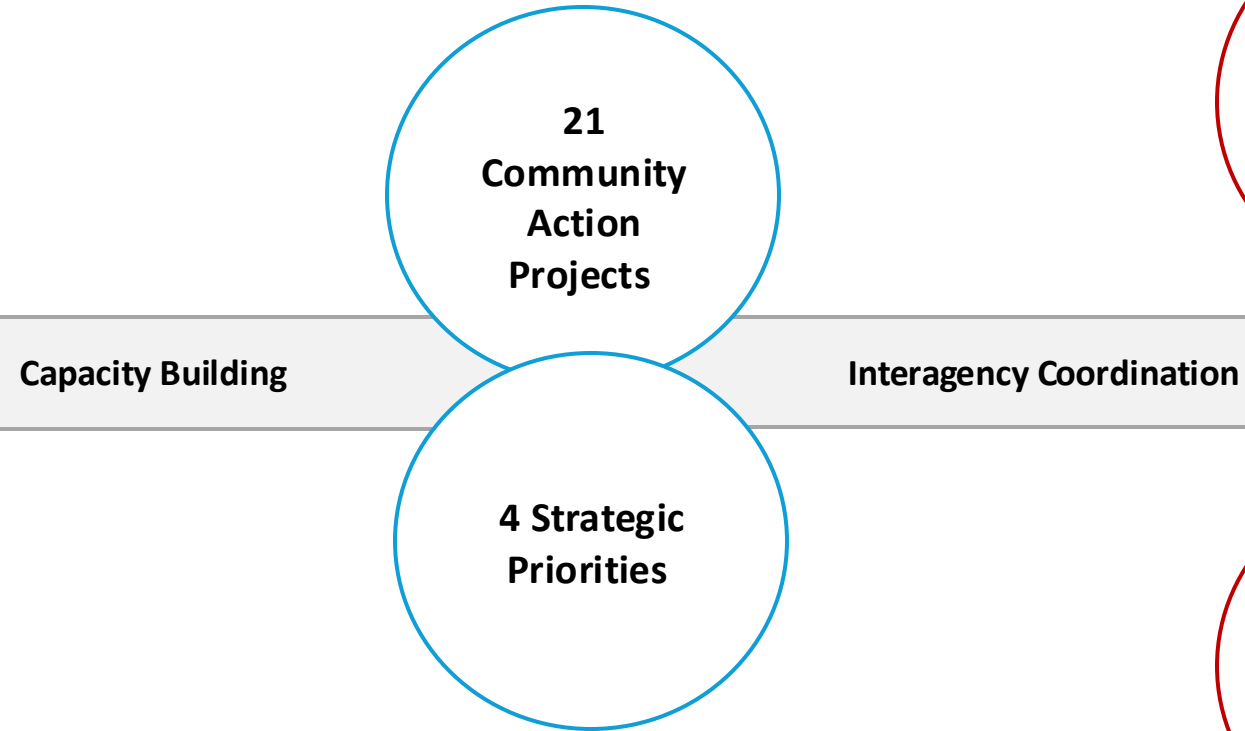 21
Community
Action
Projects
Capacity Building
Interagency Coordination
4 Strategic
Priorities